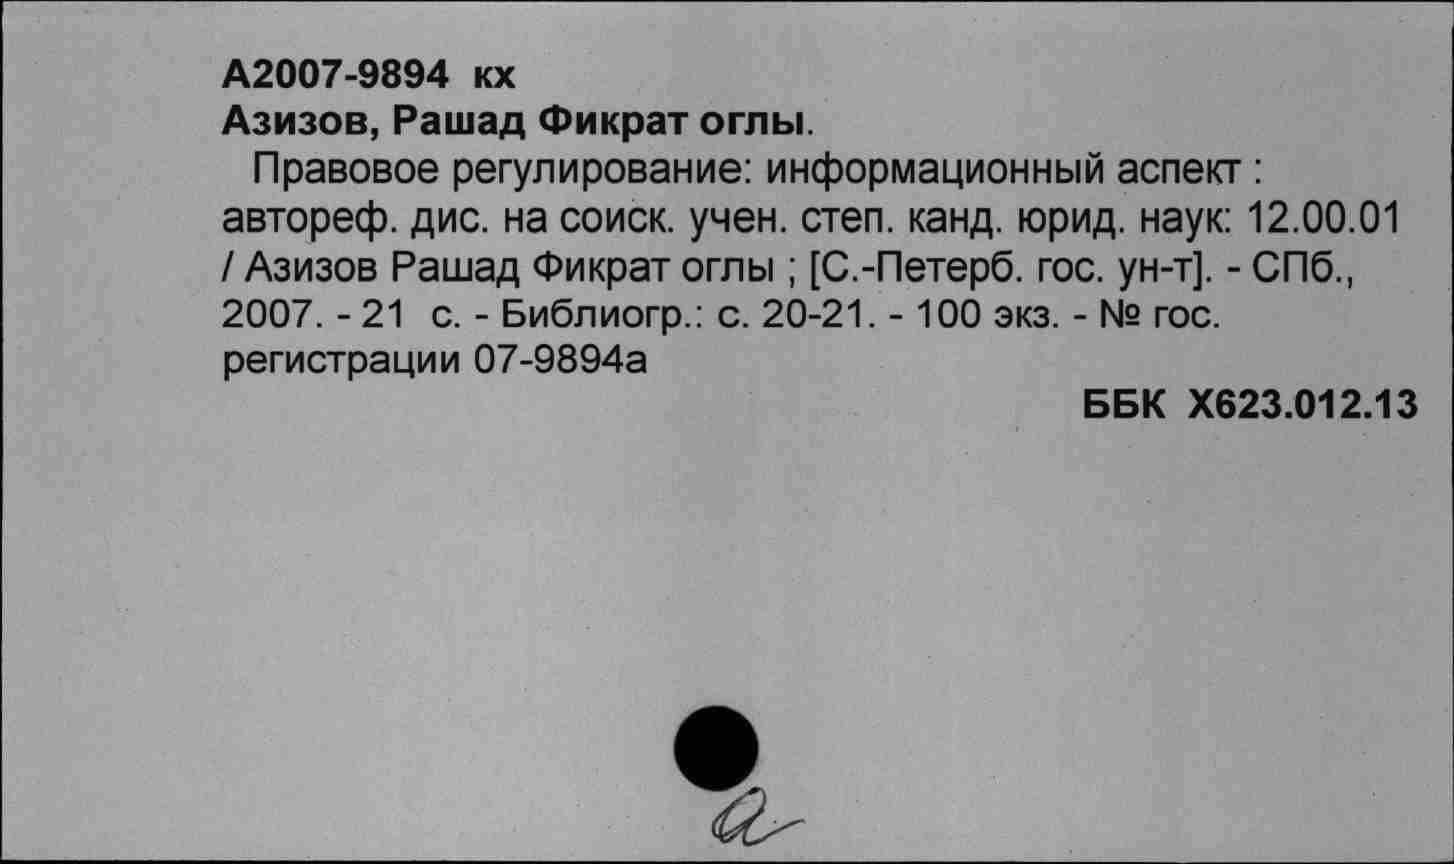 А2007-9894 кх
Азизов, Рашад Фикрат оглы.
Правовое регулирование: информационный аспект :
автореф. дис. на соиск. учен. степ. канд. юрид. наук: 12.00.01
/ Азизов Рашад Фикрат оглы ; [С.-Петерб. гос. ун-т]. - СПб.,
2007. - 21 с. - Библиогр.: с. 20-21. - 100 экз. - № гос.
регистрации 07-9894а
ББК Х623.012.13
а